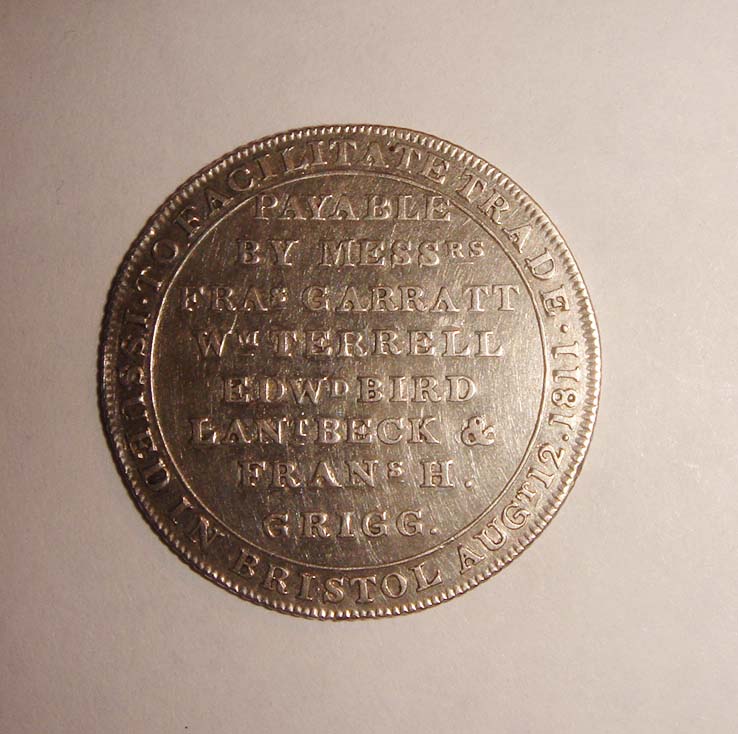 ISSUED IN BRISTOL AUGT 12. 1811 · TO FACILITATE TRADE ·
PAYABLE
BY MESSRS
FRAS GARRATT
WM TERRELL
EDWD BIRD
LANT BECK &
FRANS H.
GRIGG.